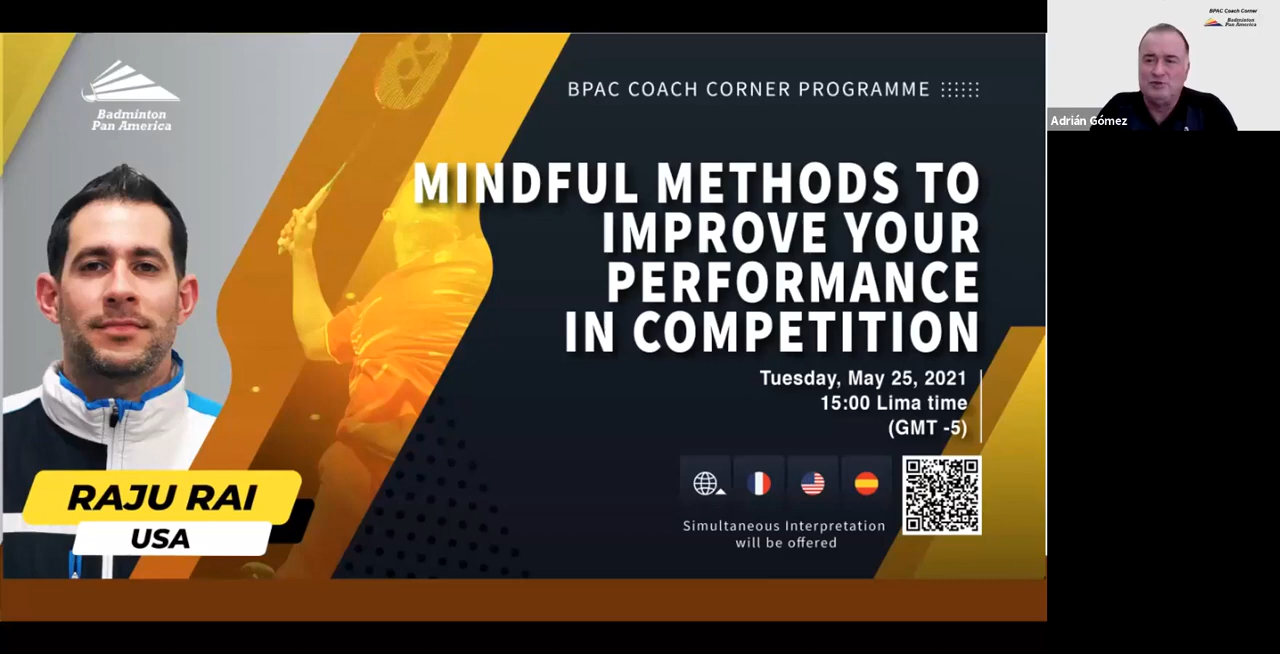 Badminton
Pan America
BPAC COACH CORNER PROGRAMME
MINDFUL METHODS TO
IMPROVE YOUR
PERFORMANCE
IN COMPETITION
Tuesday, May 25, 2021
15:00 Lima time
(GMT -5)
Simultaneous Interpretation
will be offered
RAJU RAI
USA
BPAC Coach Corner
Badminton
Pan America
Adrián Gómez